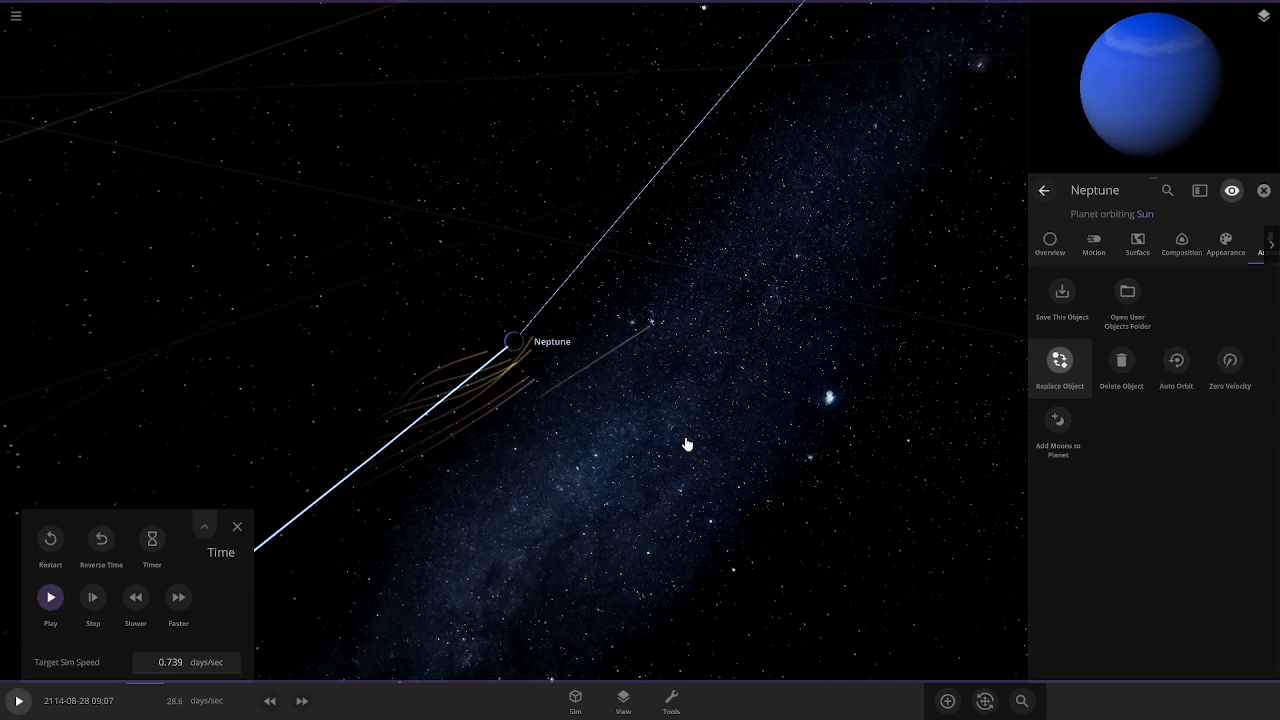 Neptune
Planet orbiting Sun
Overview
Motion
Surface
Composition
Appearance
Save This Object
Open User
Objects Folder
Replace Object
Delete Object
Auto Orbit
Zero Velocity
Add Moons to
Planet
Neptune
Time
Restart
Reverse Time
Timer
Play
Step
Slower
Faster
Target Sim Speed 0.739 days/sec
2114-08-28 09:07 28.6 days/sec
Sim
View
Tools